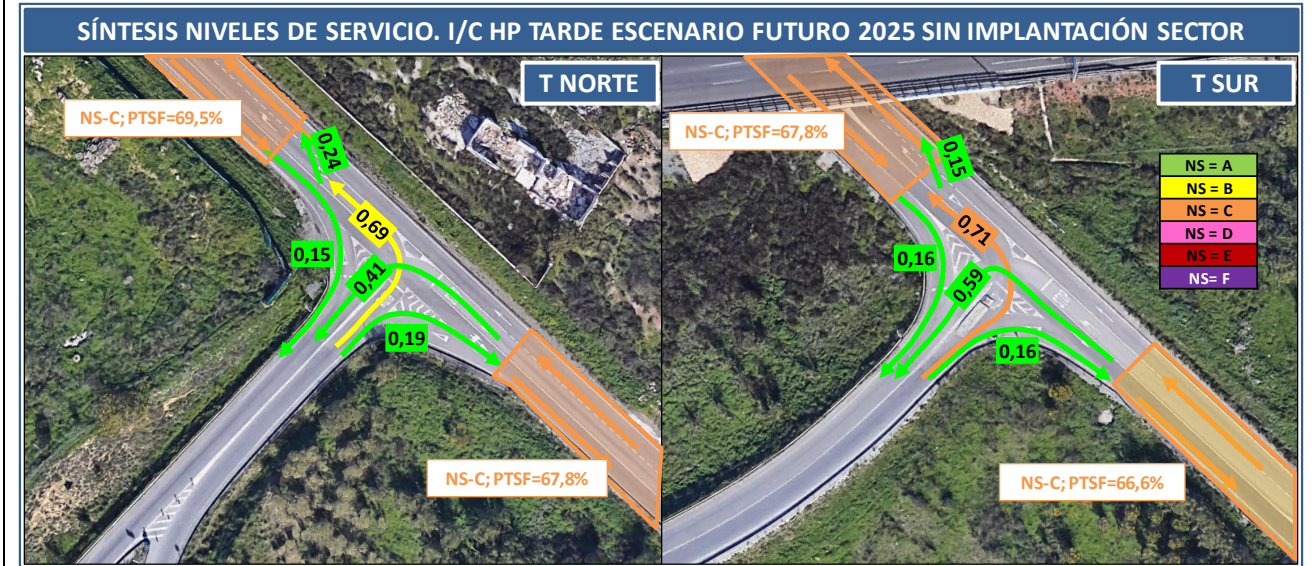 SÍNTESIS NIVELES DE SERVICIO. I/C HP TARDE ESCENARIO FUTURO 2025 SIN IMPLANTACIÓN SECTOR
T NORTE
NS-C; PTSF=69,5%
0,24
0,69
0,15
0,41
0,19
NS-C; PTSF=67,8%
T SUR
NS-C; PTSF=67,8%
0,15
NS = A
NS = B
NS = C
NS = D
NS = E
NS= F
0,71
0,16
0,59
0,16
NS-C; PTSF=66,6%